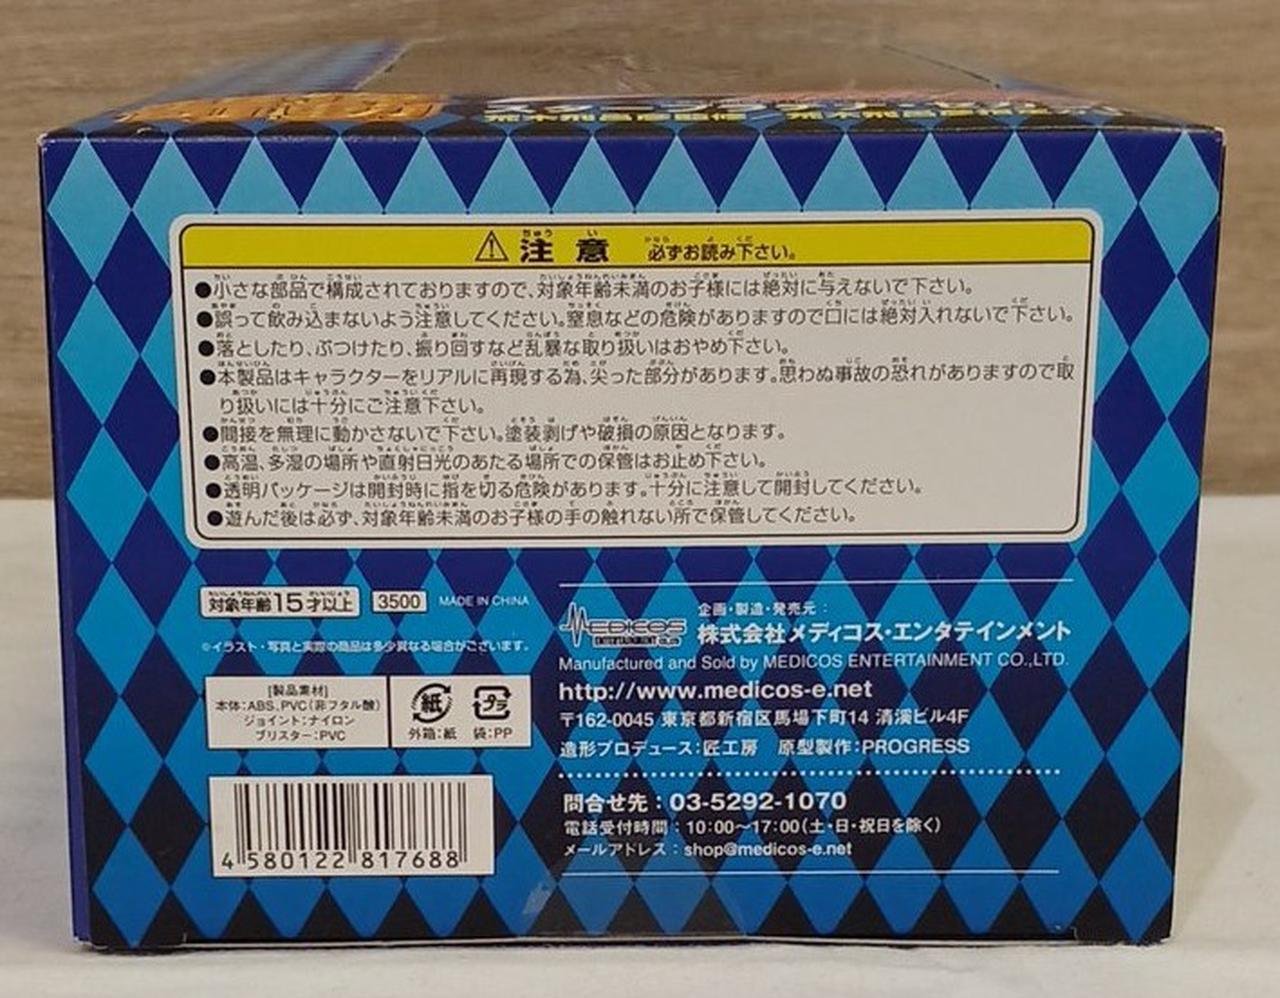 荒木飛呂彦監修/荒木飛呂彦
注意 必ずお読み下さい。
●小さな部品で構成されておりますので、対象年齢未満のお子様には絶対に与えないで下さい。
●誤って飲み込まないよう注意してください。窒息などの危険がありますので口には絶対入れないで下さい。
●落としたり、ぶつけたり、振り回すなど乱暴な取り扱いはおやめ下さい。
●本製品はキャラクターをリアルに再現する為、尖った部分があります。思わぬ事故の恐れがありますので取
り扱いには十分にご注意下さい。
●間接を無理に動かさないで下さい。塗装剥げや破損の原因となります。
●高温、多湿の場所や直射日光のあたる場所での保管はお止め下さい。
●透明パッケージは開封時に指を切る危険があります。十分に注意して開封してください。
●遊んだ後は必ず、対象年齢未満のお子様の手の触れない所で保管してください。
対象年齢15才以上 3500 MADE IN CHINA
※イラスト・写真と実際の商品は多少異なる場合がございます。
[製品素材]
本体:ABS、PVC(非フタル酸)
ジョイント:ナイロン
ブリスター:PVC
紙 プラ
外箱:紙 袋:PP
4 580122 817688
MEDICOS
企画・製造・発売元:
株式会社メディコス・エンタテインメント
Manufactured and Sold by MEDICOS ENTERTAINMENT CO.,LTD.
http://www.medicos-e.net
〒162-0045 東京都新宿区馬場下町14 清溪ビル4F
造形プロデュース:匠工房 原型製作:PROGRESS
問合せ先:03-5292-1070
電話受付時間:10:00〜17:00(土・日・祝日を除く)
メールアドレス:shop@medicos-e.net